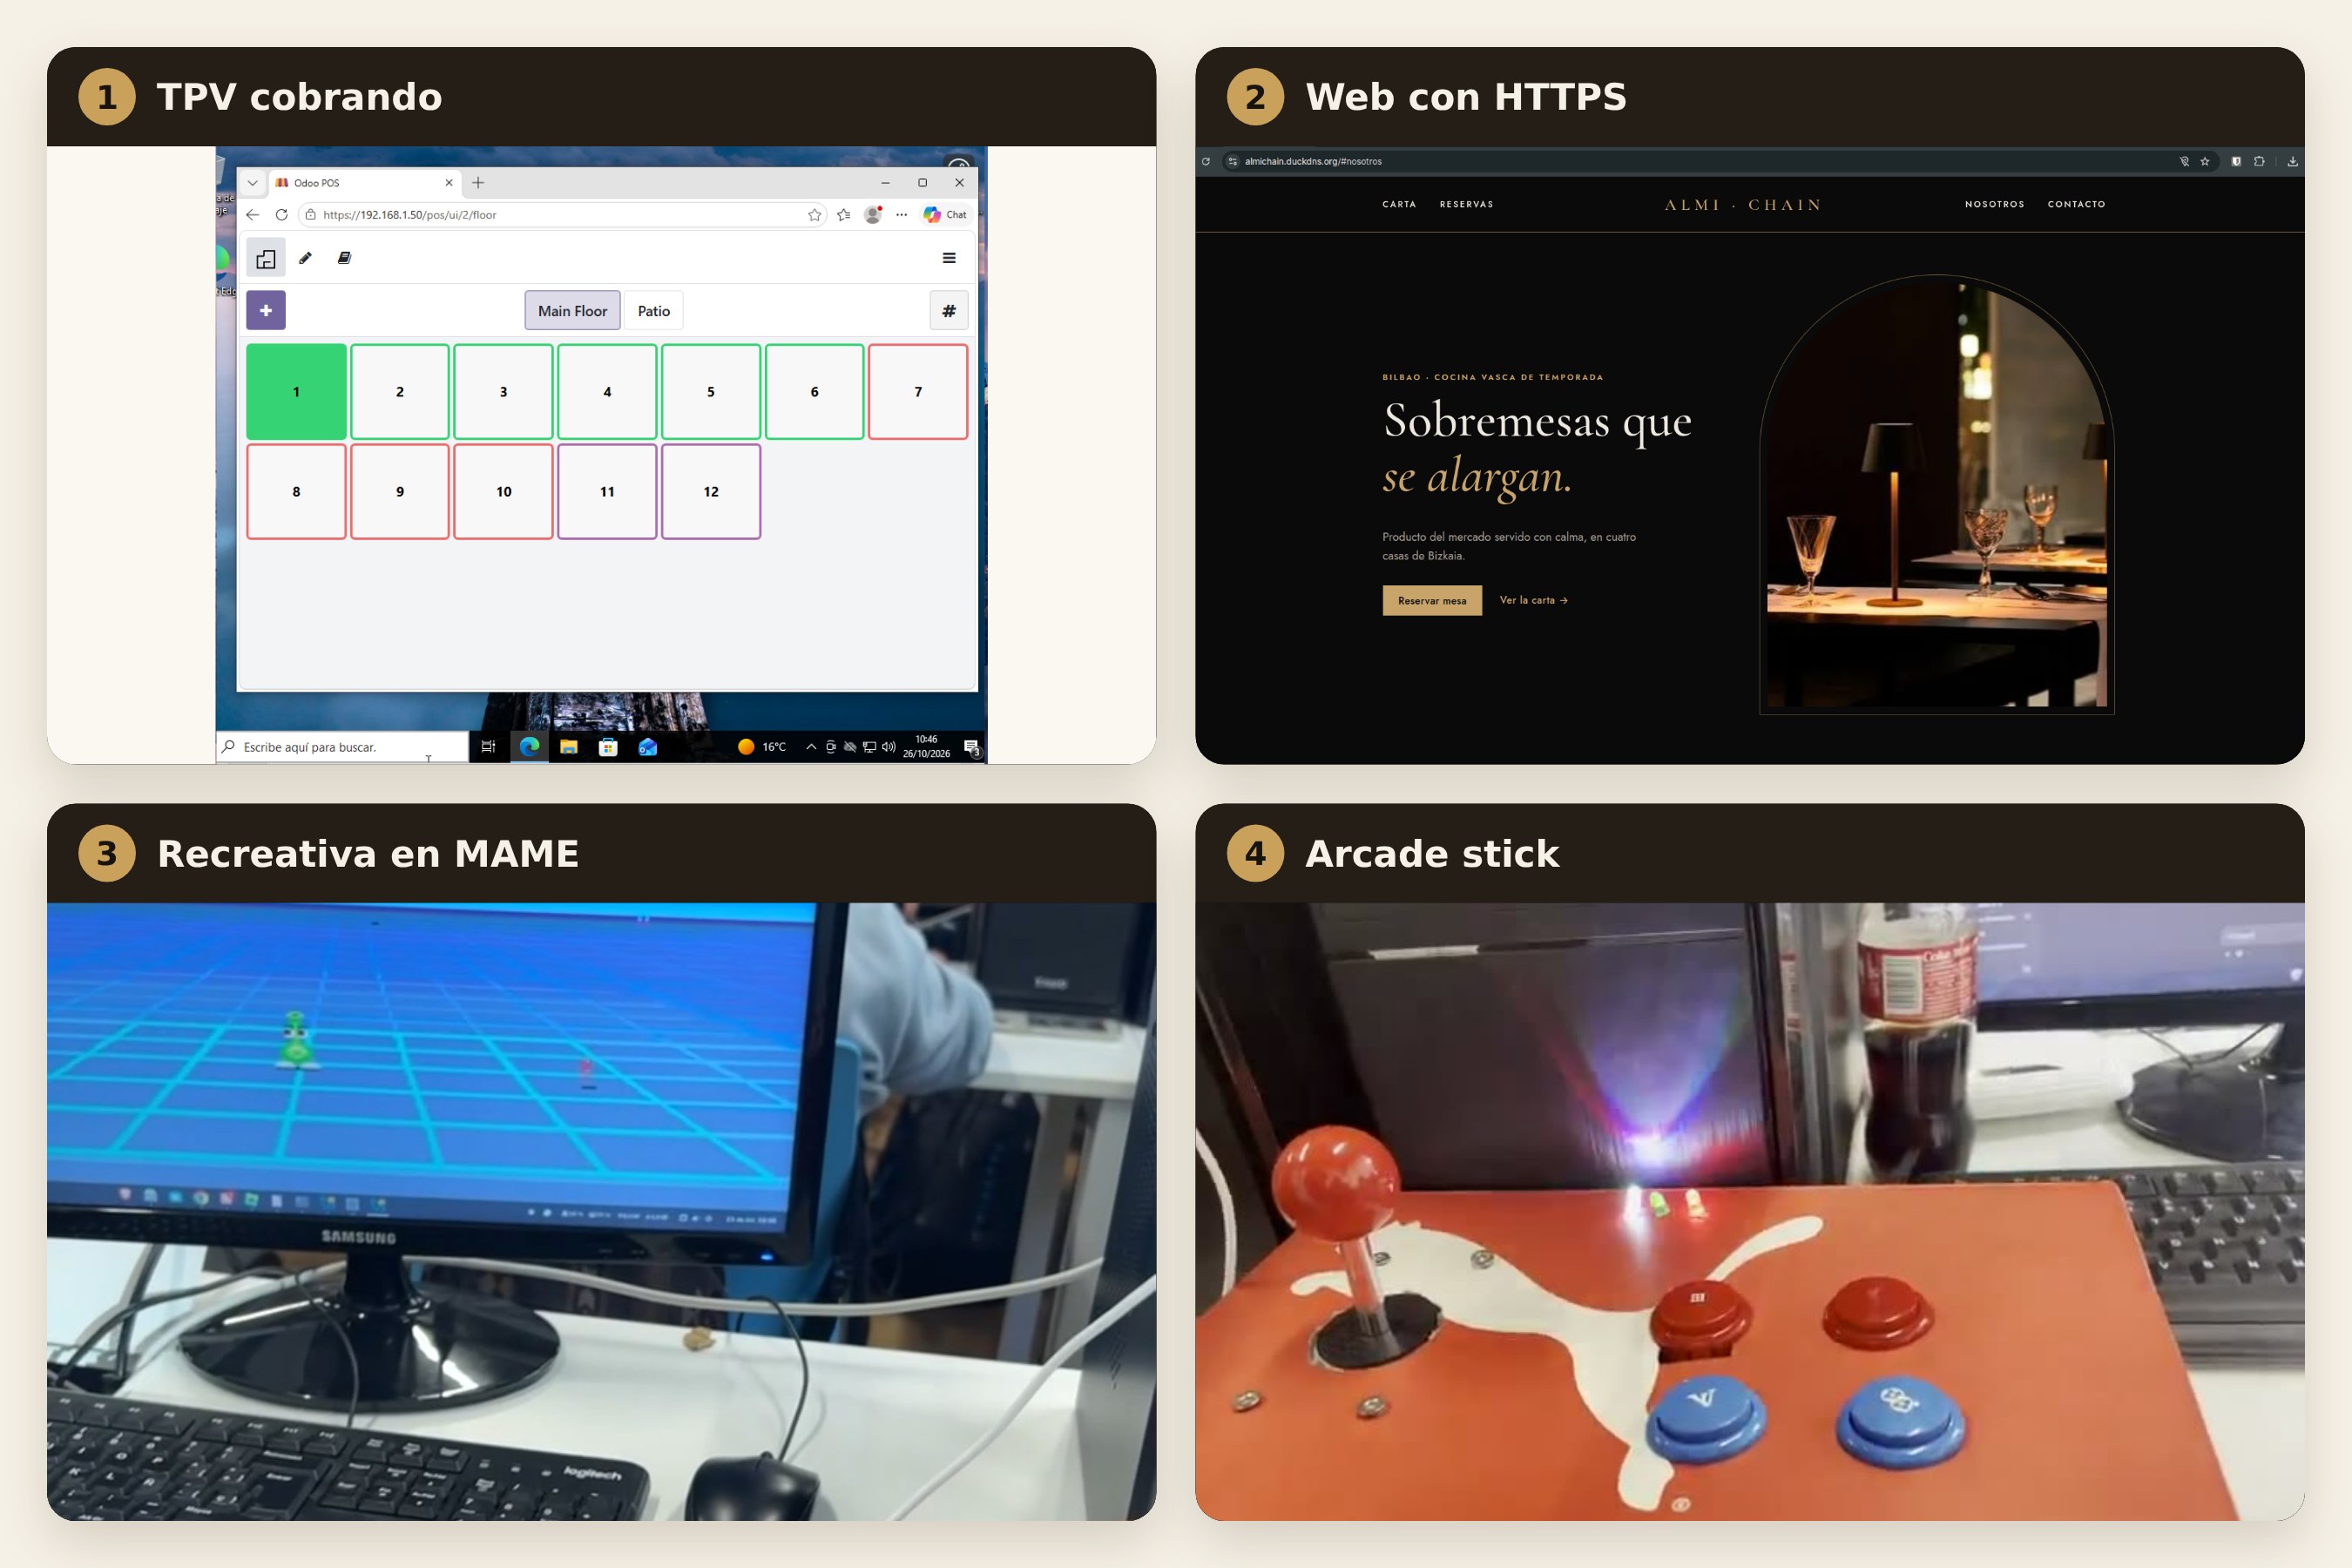 1 TPV cobrando
Odoo POS
https://192.168.1.50/pos/ui/2/floor
Chat
Main Floor
Patio
#
1
2
3
4
5
6
7
8
9
10
11
12
Escribe aquí para buscar.
16°C
10:46
26/10/2026
3
2 Web con HTTPS
almichain.duckdns.org/#nosotros
CARTA
RESERVAS
ALMI · CHAIN
NOSOTROS
CONTACTO
BILBAO · COCINA VASCA DE TEMPORADA
Sobremesas que
se alargan.
Producto del mercado servido con calma, en cuatro
casas de Bizkaia.
Reservar mesa
Ver la carta →
3 Recreativa en MAME
SAMSUNG
logitech
4 Arcade stick